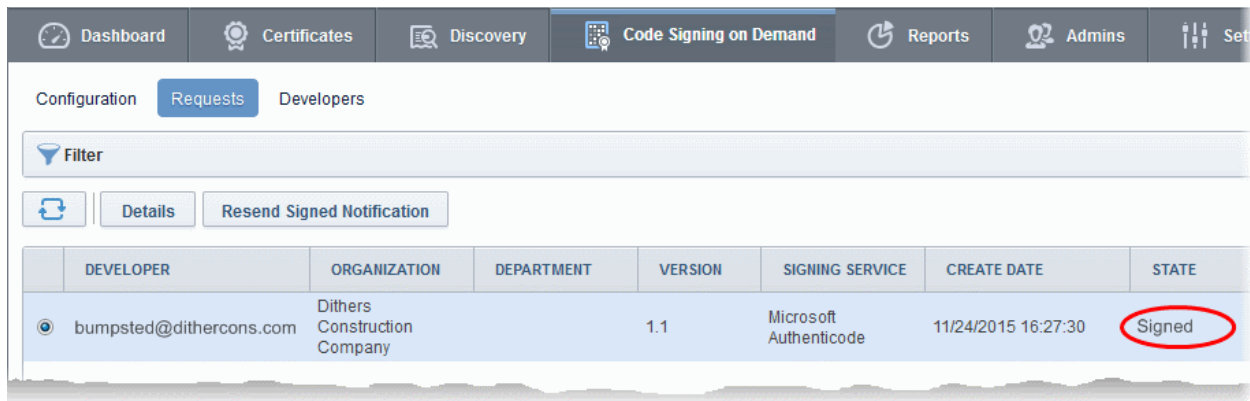 Dashboard Certificates Discovery Code Signing on Demand Reports Admins Set
Configuration Requests Developers
Filter
Details Resend Signed Notification
DEVELOPER ORGANIZATION DEPARTMENT VERSION SIGNING SERVICE CREATE DATE STATE
bumpsted@dithercons.com Dithers Construction Company 1.1 Microsoft Authenticode 11/24/2015 16:27:30 Signed